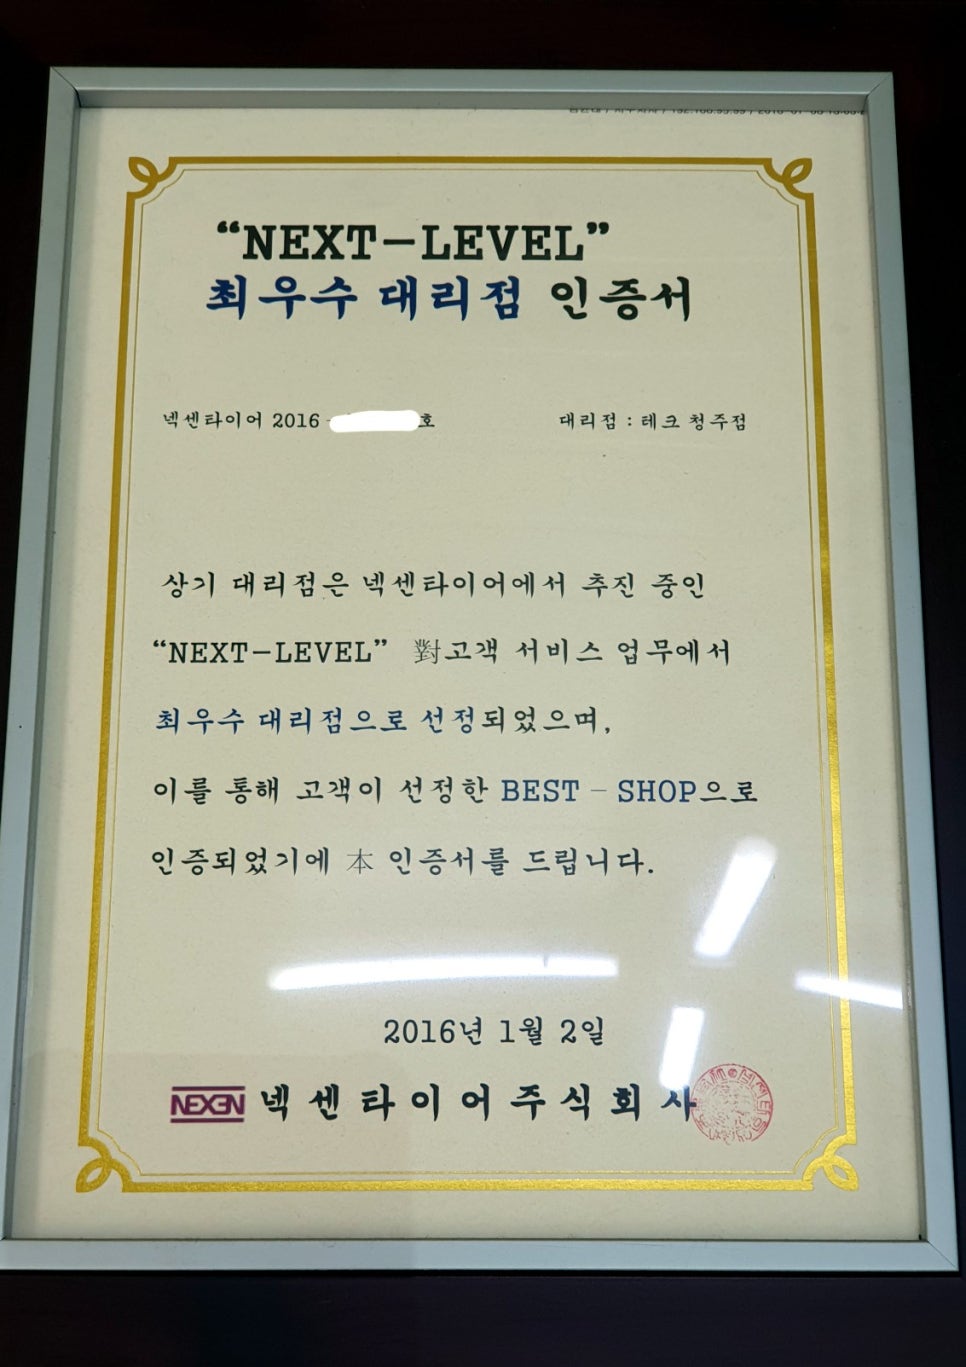 “NEXT-LEVEL”
최우수 대리점 인증서
넥센타이어 2016 - 호 대리점 : 테크 청주점
상기 대리점은 넥센타이어에서 추진 중인
“NEXT-LEVEL” 對고객 서비스 업무에서
최우수 대리점으로 선정되었으며,
이를 통해 고객이 선정한 BEST - SHOP으로
인증되었기에 本 인증서를 드립니다.
2016년 1월 2일
NEXEN 넥센타이어주식회사